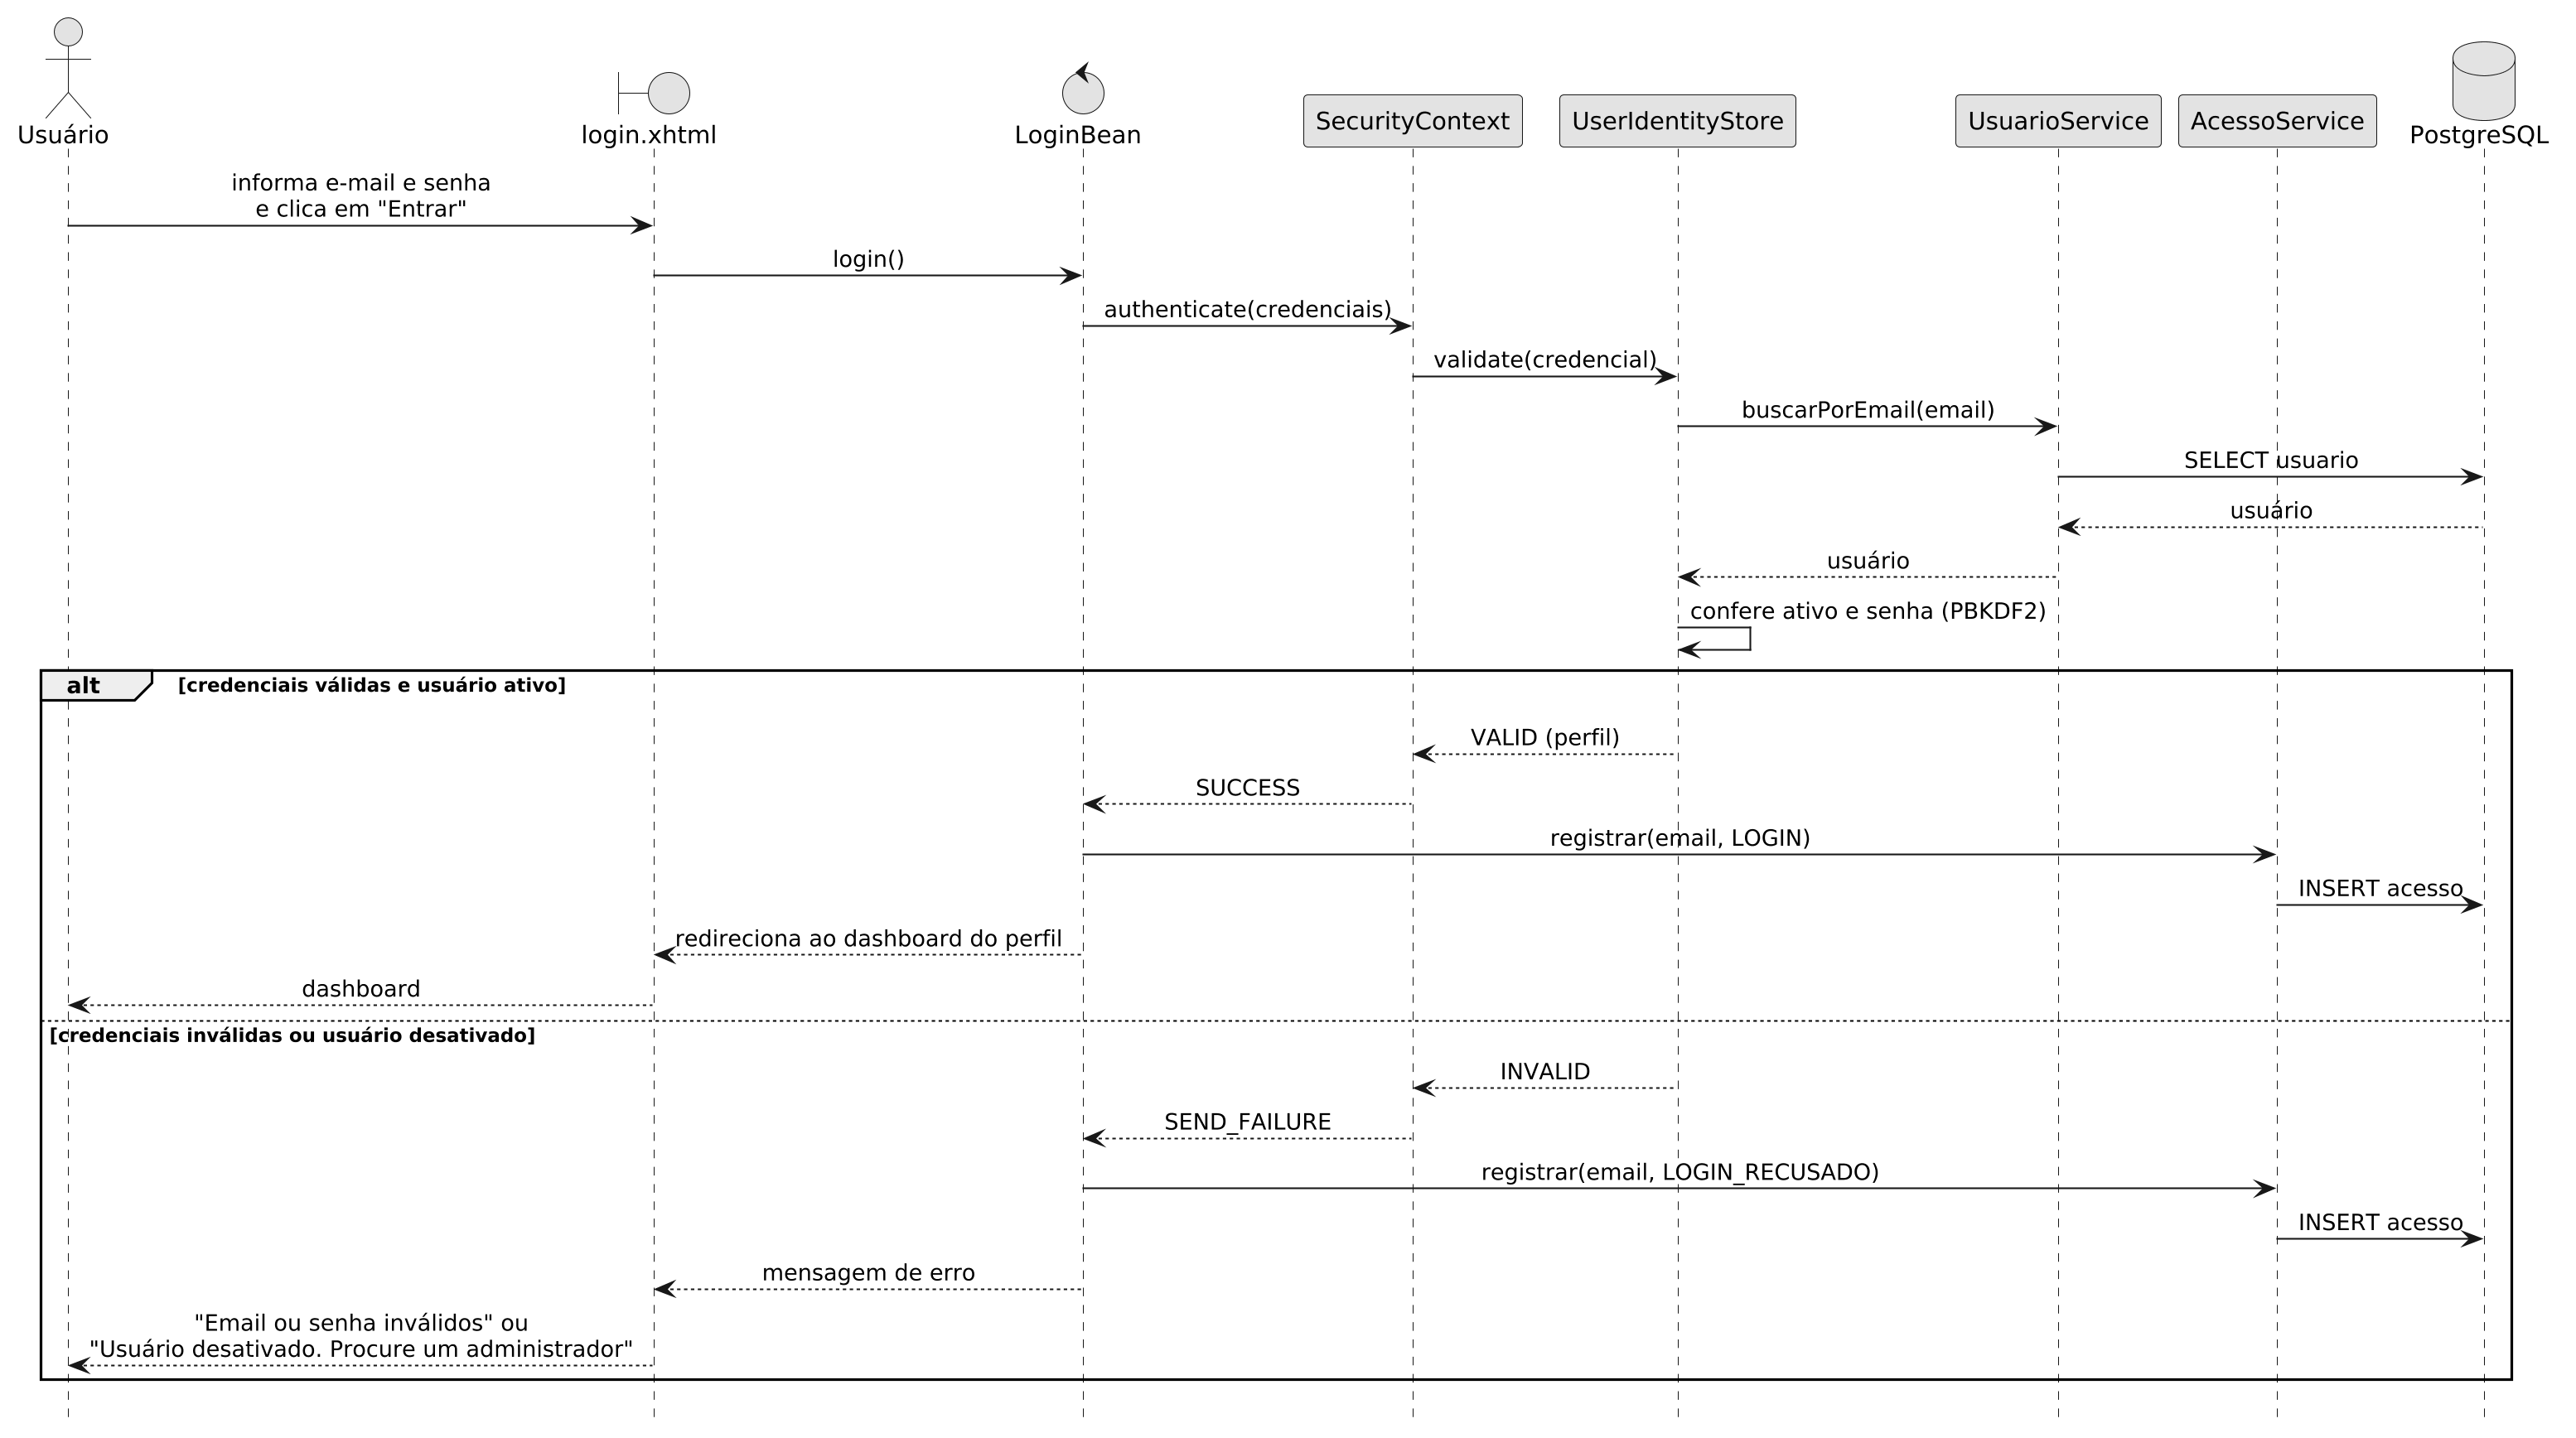 Usuário
login.xhtml
LoginBean
SecurityContext
UserIdentityStore
UsuarioService
AcessoService
PostgreSQL
informa e-mail e senha
e clica em "Entrar"
login()
authenticate(credenciais)
validate(credencial)
buscarPorEmail(email)
SELECT usuario
usuário
usuário
confere ativo e senha (PBKDF2)
alt
[credenciais válidas e usuário ativo]
VALID (perfil)
SUCCESS
registrar(email, LOGIN)
INSERT acesso
redireciona ao dashboard do perfil
dashboard
[credenciais inválidas ou usuário desativado]
INVALID
SEND_FAILURE
registrar(email, LOGIN_RECUSADO)
INSERT acesso
mensagem de erro
"Email ou senha inválidos" ou
"Usuário desativado. Procure um administrador"